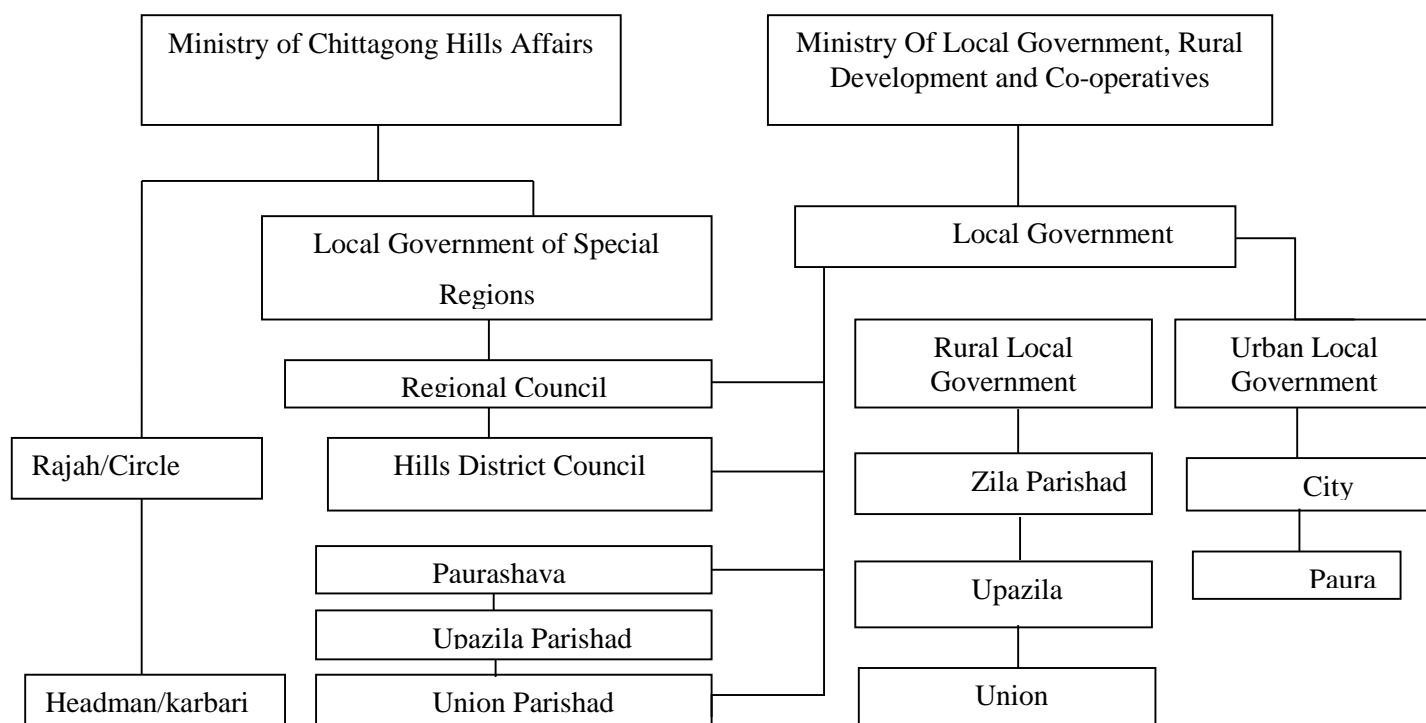 Ministry of Chittagong Hills Affairs
Ministry Of Local Government, Rural
Development and Co-operatives
Local Government of Special
Regions
Local Government
Regional Council
Rural Local
Government
Urban Local
Government
Rajah/Circle
Hills District Council
Zila Parishad
City
Paurashava
Upazila
Paura
Upazila Parishad
Headman/karbari
Union Parishad
Union